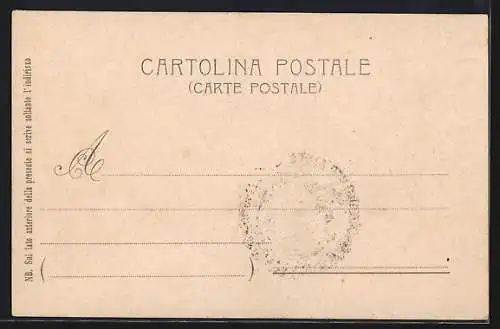 CARTOLINA POSTALE
(CARTE POSTALE)
A
NB. Sul lato anteriore della presente si scrive soltanto l'indirizzo